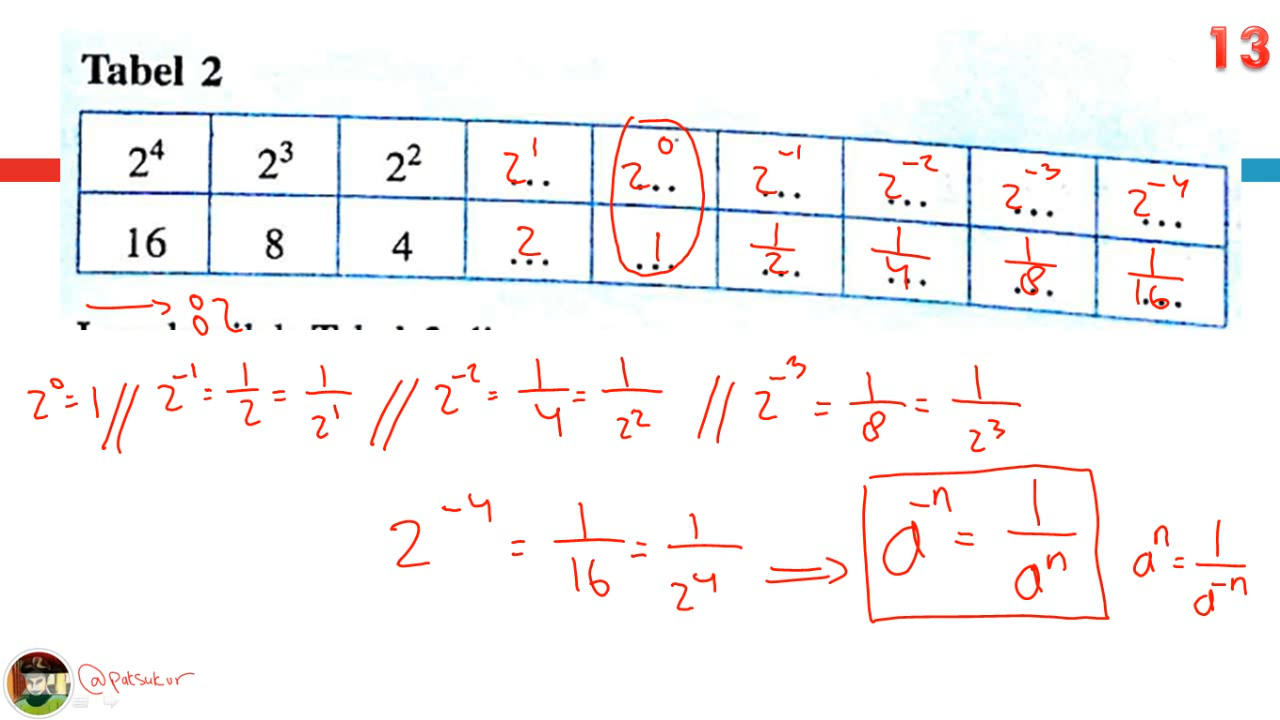 13
Tabel 2
2⁴ 2³ 2² 2¹ 2⁰ 2⁻¹ 2⁻² 2⁻³ 2⁻⁴
16 8 4 2 1 1/2 1/4 1/8 1/16
→ : 2
2⁰ = 1 // 2⁻¹ = 1/2 = 1/2¹ // 2⁻² = 1/4 = 1/2² // 2⁻³ = 1/8 = 1/2³
2⁻⁴ = 1/16 = 1/2⁴ ⟹ a⁻ⁿ = 1/aⁿ aⁿ = 1/a⁻ⁿ
@patsukur